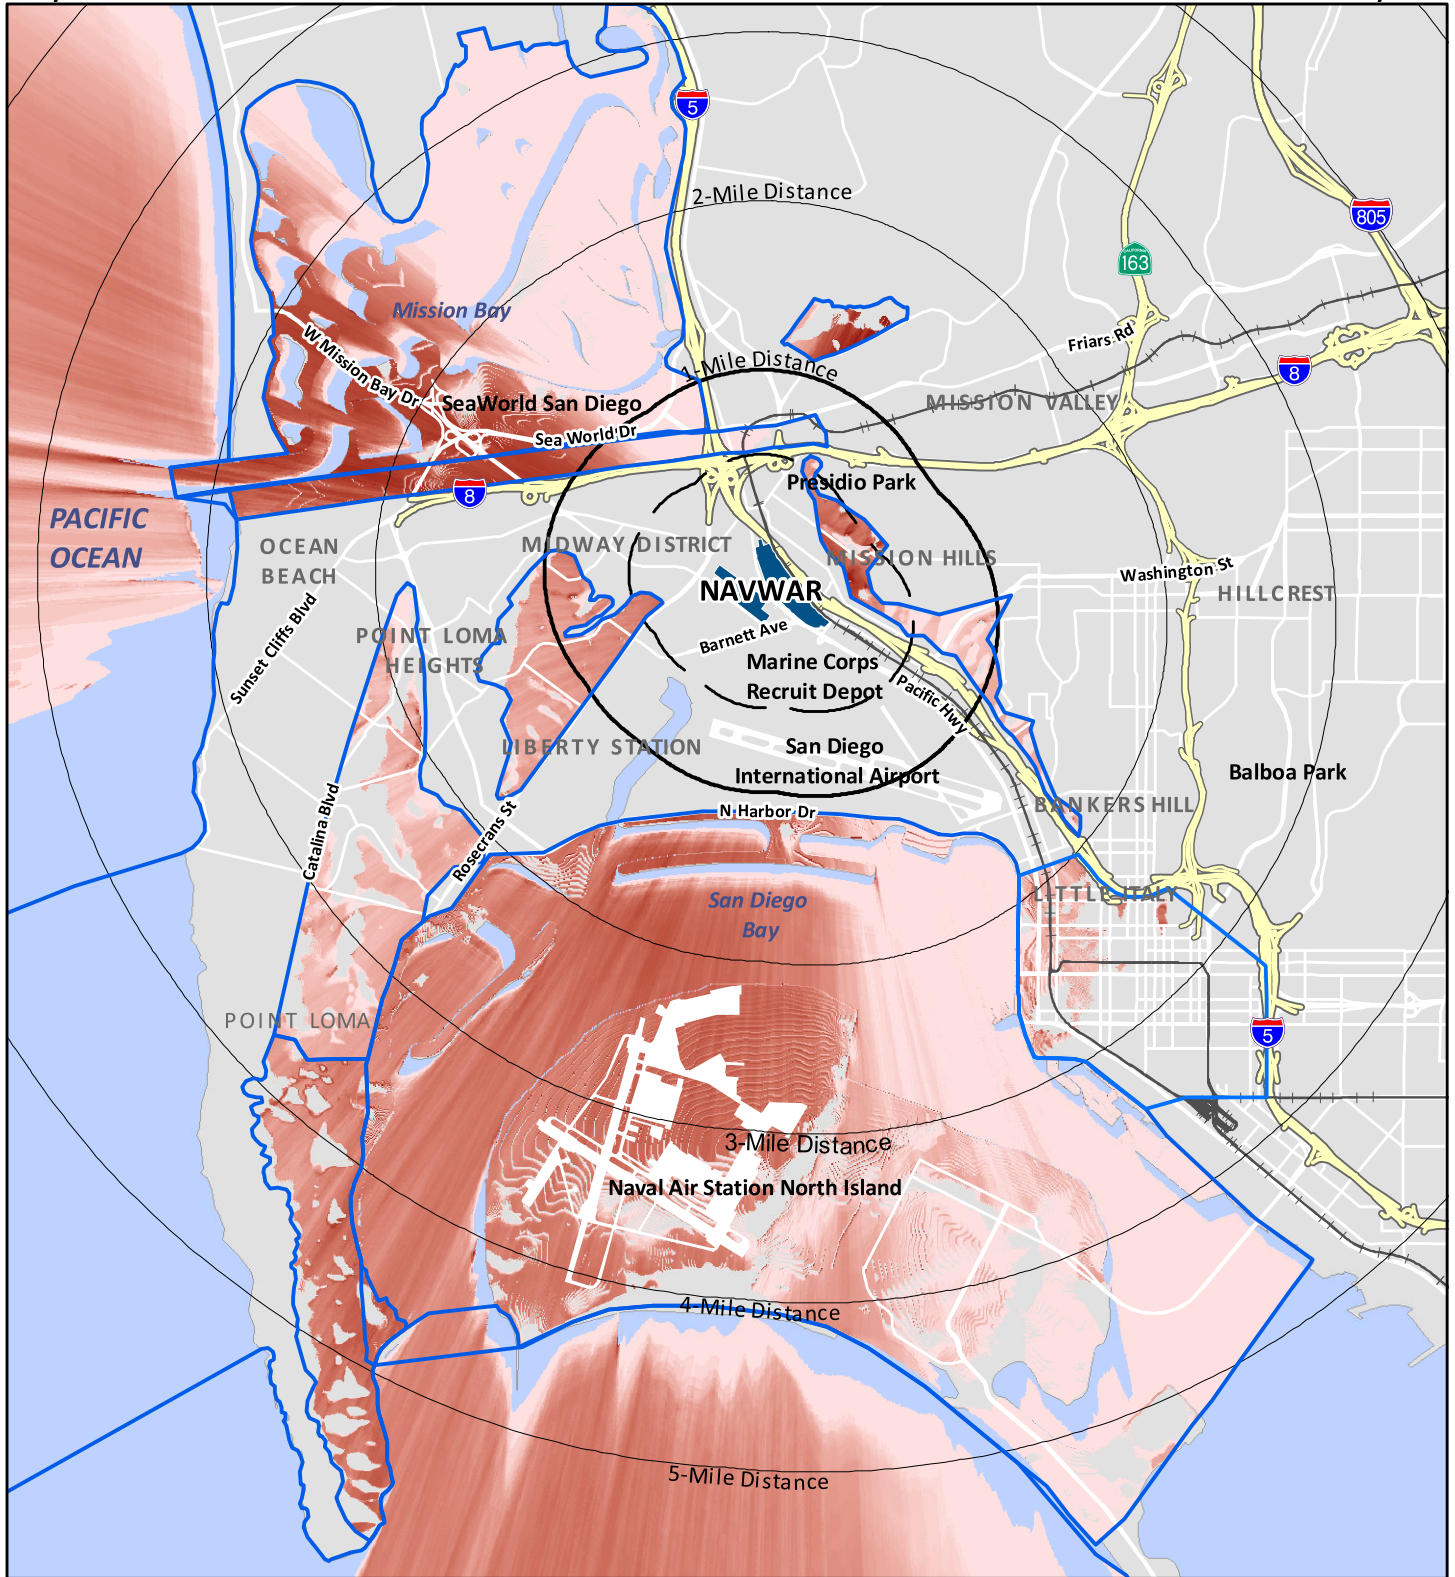 5
2-Mile Distance
805
CALIFORNIA
163
Mission Bay
W Mission Bay Dr
Friars Rd
1-Mile Distance
8
SeaWorld San Diego
MISSION VALLEY
Sea World Dr
8
Presidio Park
PACIFIC
OCEAN
OCEAN
BEACH
MIDWAY DISTRICT
MISSION HILLS
Washington St
HILLCREST
NAVWAR
Barnett Ave
Sunset Cliffs Blvd
POINT LOMA
HEIGHTS
Marine Corps
Recruit Depot
Pacific Hwy
LIBERTY STATION
San Diego
International Airport
Balboa Park
BANKERS HILL
N Harbor Dr
Catalina Blvd
Rosecrans St
LITTLE ITALY
San Diego
Bay
POINT LOMA
5
3-Mile Distance
Naval Air Station North Island
4-Mile Distance
5-Mile Distance